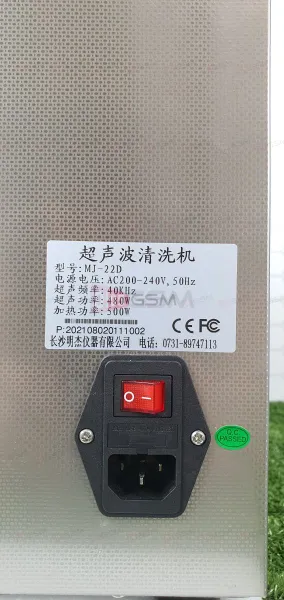 超声波清洗机
型号: MJ-22D
电源电压: AC200-240V, 50Hz
超声频率: 40KHz
超声功率: 480W
加热功率: 500W
GSM
P:202108020111002
CE FC
长沙明杰仪器有限公司 电话: 0731-89747113
QC
PASSED